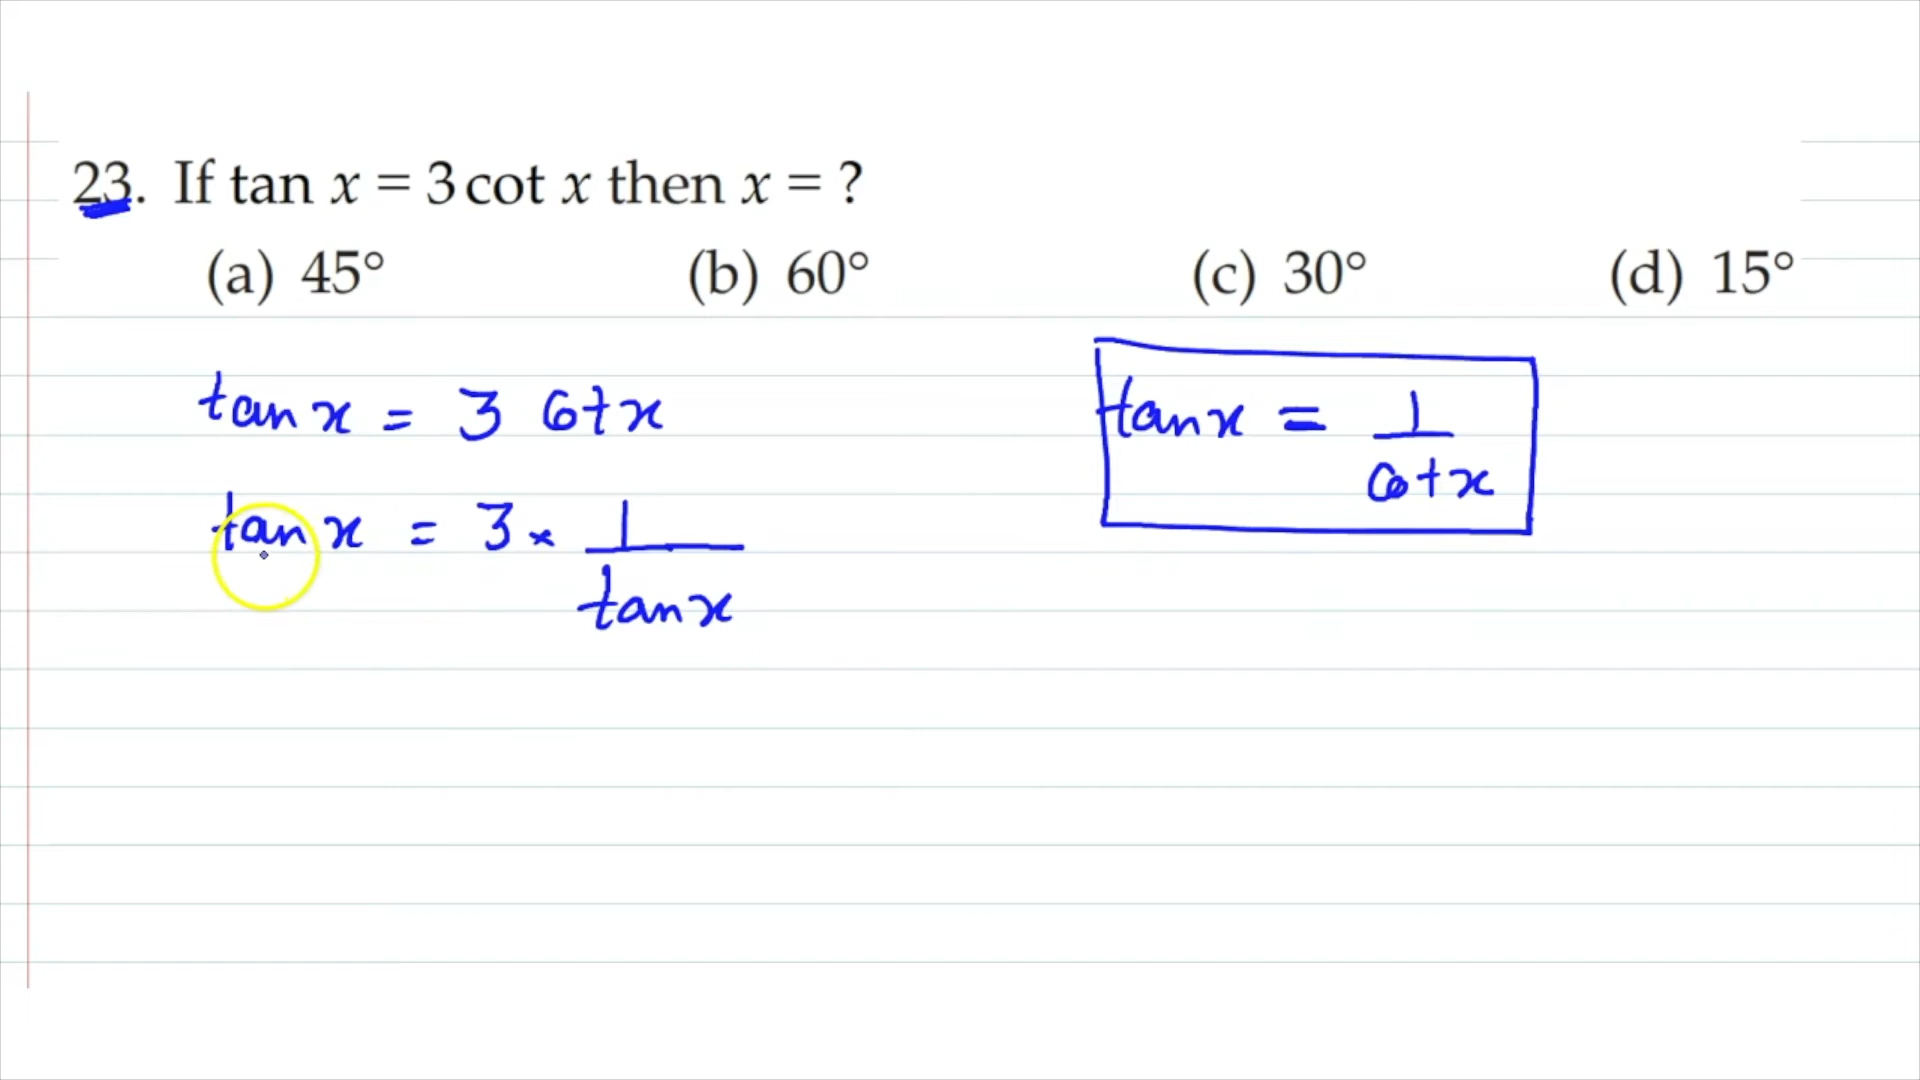 23. If tan x = 3 cot x then x = ?
(a) 45° (b) 60° (c) 30° (d) 15°
tan x = 3 cot x
tan x = 1/cot x
tan x = 3 × 1/tan x